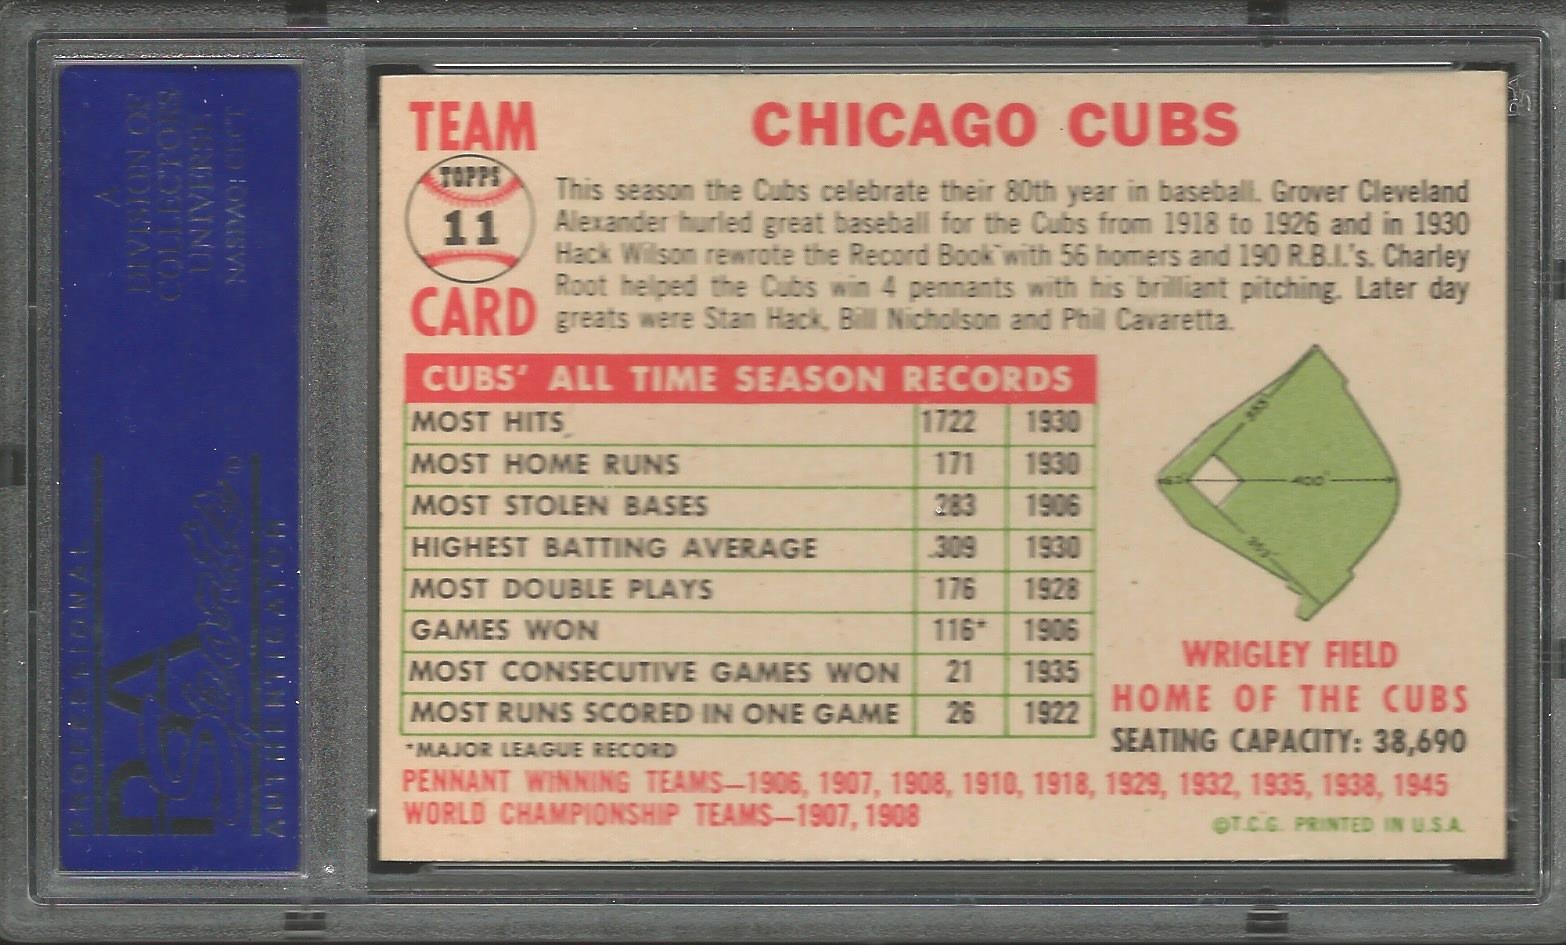 A
DIVISION OF
COLLECTORS
UNIVERSE
NASDAQ: CLCT
PROFESSIONAL
PSA
AUTHENTICATOR
TEAM
TOPPS
11
CARD
CHICAGO CUBS
This season the Cubs celebrate their 80th year in baseball. Grover Cleveland
Alexander hurled great baseball for the Cubs from 1918 to 1926 and in 1930
Hack Wilson rewrote the Record Book with 56 homers and 190 R.B.I.'s. Charley
Root helped the Cubs win 4 pennants with his brilliant pitching. Later day
greats were Stan Hack, Bill Nicholson and Phil Cavaretta.
CUBS' ALL TIME SEASON RECORDS
MOST HITS 1722 1930
MOST HOME RUNS 171 1930
MOST STOLEN BASES 283 1906
HIGHEST BATTING AVERAGE .309 1930
MOST DOUBLE PLAYS 176 1928
GAMES WON 116* 1906
MOST CONSECUTIVE GAMES WON 21 1935
MOST RUNS SCORED IN ONE GAME 26 1922
*MAJOR LEAGUE RECORD
400'
WRIGLEY FIELD
HOME OF THE CUBS
SEATING CAPACITY: 38,690
PENNANT WINNING TEAMS—1906, 1907, 1908, 1910, 1918, 1929, 1932, 1935, 1938, 1945
WORLD CHAMPIONSHIP TEAMS—1907, 1908
©T.C.G. PRINTED IN U.S.A.